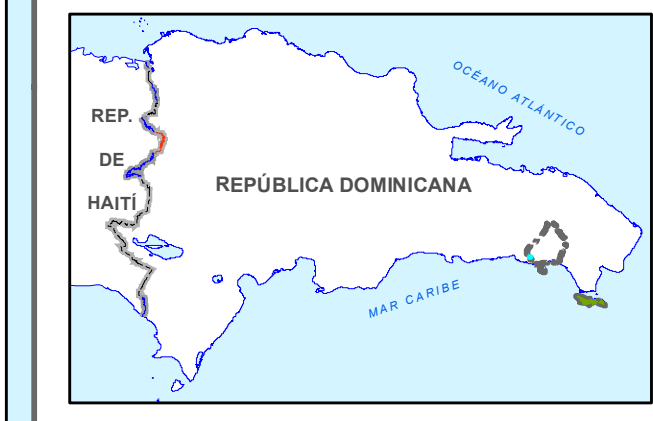 OCÉANO ATLÁNTICO
REP.
DE
HAITÍ
REPÚBLICA DOMINICANA
MAR CARIBE